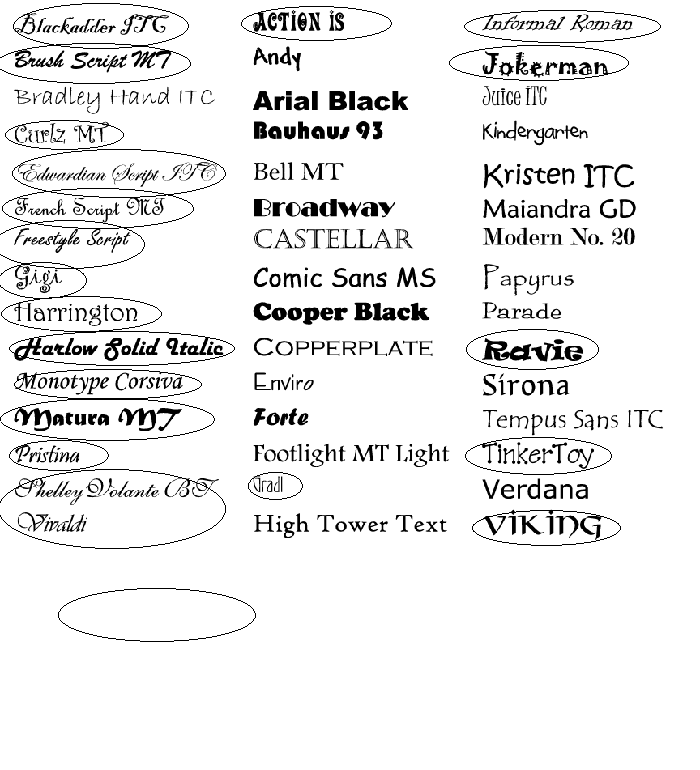 Blackadder ITC
Brush Script MT
Bradley Hand ITC
Curlz MT
Edwardian Script ITC
French Script MT
Freestyle Script
Gigi
Harrington
Harlow Solid Italic
Monotype Corsiva
Matura MT
Pristina
Shelley Volante BT
Vivaldi
ACTION IS
Andy
Arial Black
Bauhaus 93
Bell MT
Broadway
CASTELLAR
Comic Sans MS
Cooper Black
COPPERPLATE
Enviro
Forte
Footlight MT Light
Gradl
High Tower Text
Informal Roman
Jokerman
Juice ITC
Kindergarten
Kristen ITC
Maiandra GD
Modern No. 20
Papyrus
Parade
Ravie
Sirona
Tempus Sans ITC
TinkerToy
Verdana
VIKING